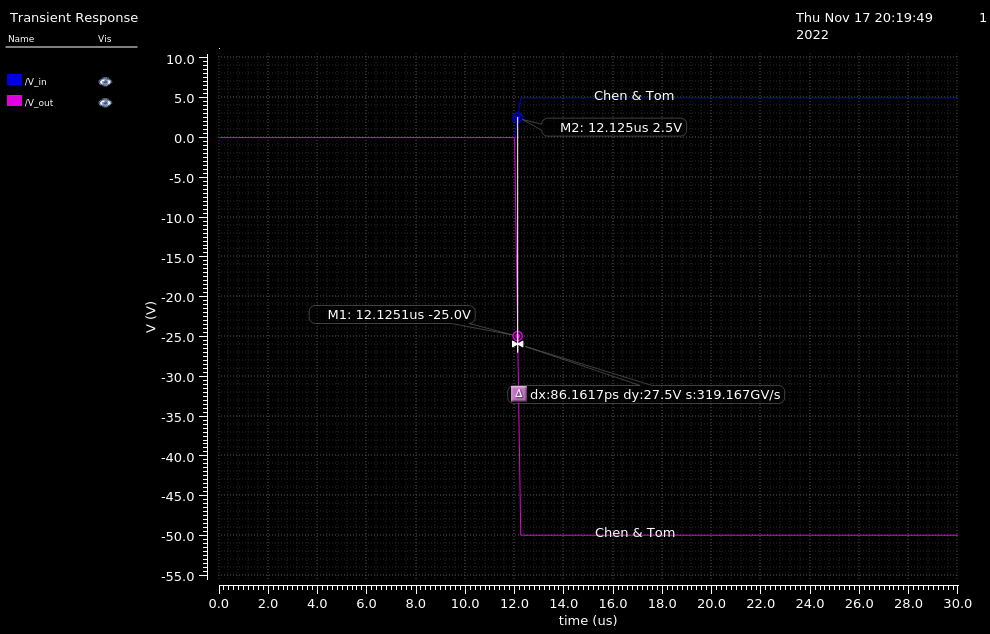 Transient Response
Thu Nov 17 20:19:49 1
2022
Name Vis
/V_in
/V_out
10.0
5.0
0.0
-5.0
-10.0
-15.0
-20.0
-25.0
-30.0
-35.0
-40.0
-45.0
-50.0
-55.0
V (V)
Chen & Tom
M2: 12.125us 2.5V
M1: 12.1251us -25.0V
Δ dx:86.1617ps dy:27.5V s:319.167GV/s
Chen & Tom
0.0 2.0 4.0 6.0 8.0 10.0 12.0 14.0 16.0 18.0 20.0 22.0 24.0 26.0 28.0 30.0
time (us)